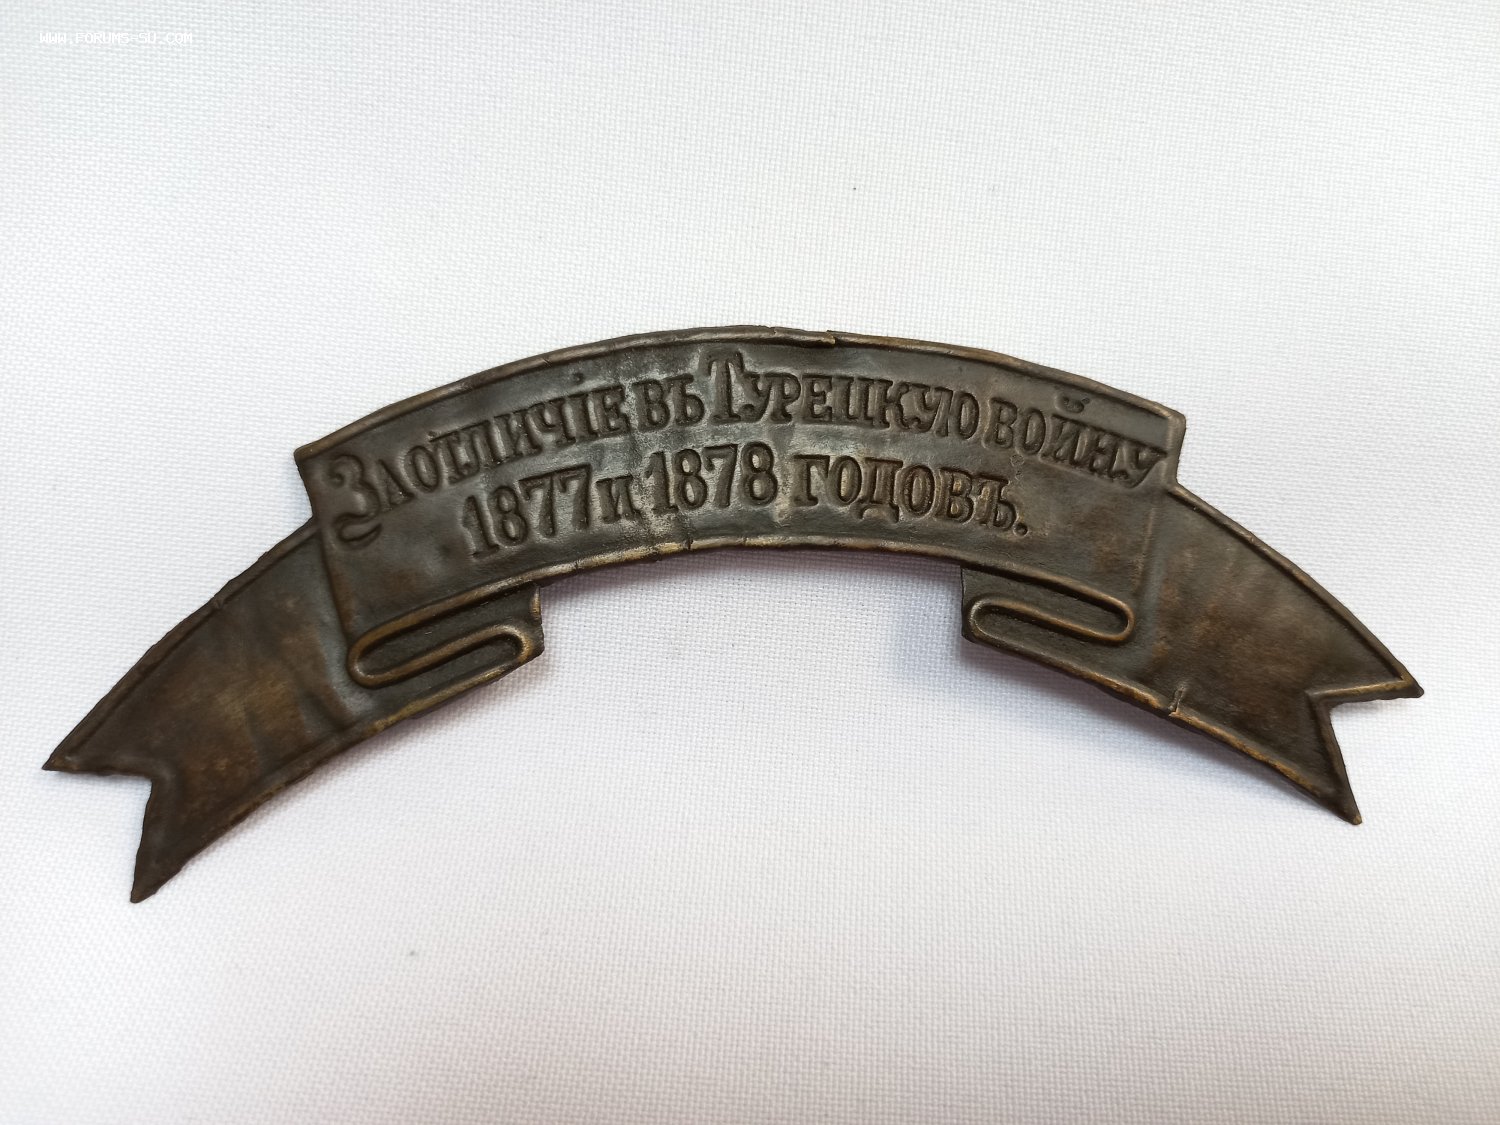 WWW.FORUMS-SU.COM
За отличіе въ Турецкую войну
1877 и 1878 годовъ.